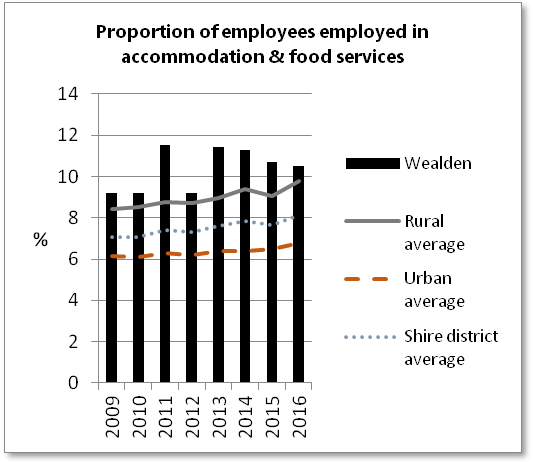 Proportion of employees employed in
accommodation & food services
14
12
10
8
6
4
2
0
%
2009
2010
2011
2012
2013
2014
2015
2016
Wealden
Rural
average
Urban
average
Shire district
average